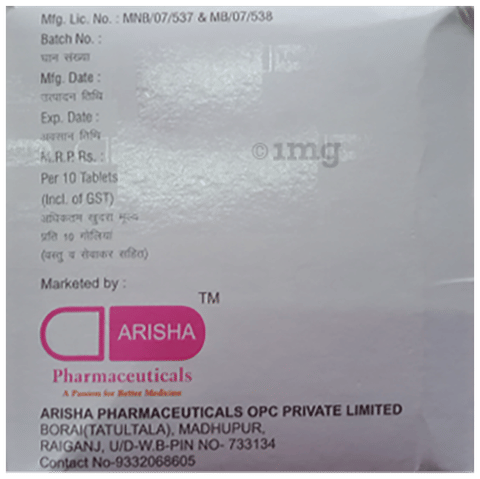 Mfg. Lic. No. : MNB/07/537 & MB/07/538
Batch No. :
घान संख्या
Mfg. Date :
उत्पादन तिथि
Exp. Date :
अवसान तिथि
M.R.P. Rs. :
Per 10 Tablets
(Incl. of GST)
अधिकतम खुदरा मूल्य
प्रति 10 गोलियां
(वस्तु व सेवाकर सहित)
©1mg
Marketed by :
TM
ARISHA
Pharmaceuticals
A Passion for Better Medicine
ARISHA PHARMACEUTICALS OPC PRIVATE LIMITED
BORAI(TATULTALA), MADHUPUR,
RAIGANJ, U/D-W.B-PIN NO- 733134
Contact No-9332068605